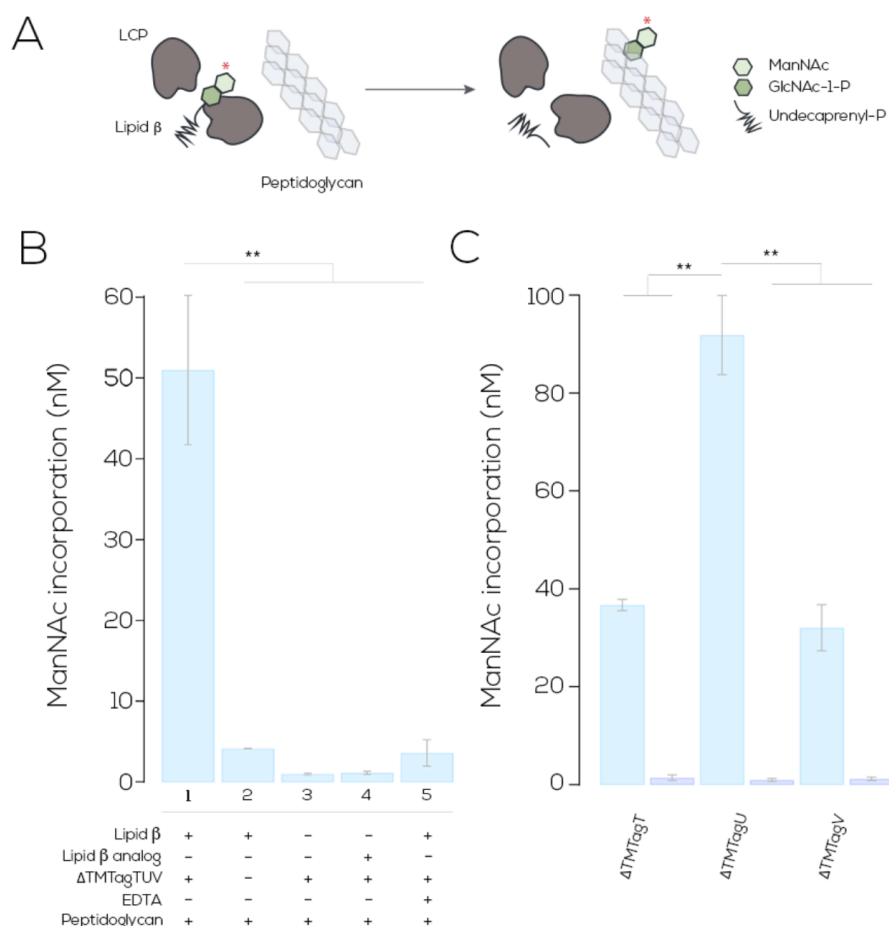 A
LCP
*
*
ManNAc
GlcNAc-1-P
Undecaprenyl-P
Lipid β
Peptidoglycan
B
**
ManNAc incorporation (nM)
60
50
40
30
20
10
0
1 2 3 4 5
Lipid β + + - - +
Lipid β analog - - - + -
ΔTMTagTUV + - + + +
EDTA - - - - +
Peptidoglycan + + + + +
C
** **
ManNAc incorporation (nM)
100
80
60
40
20
0
ΔTMTagT
ΔTMTagU
ΔTMTagV